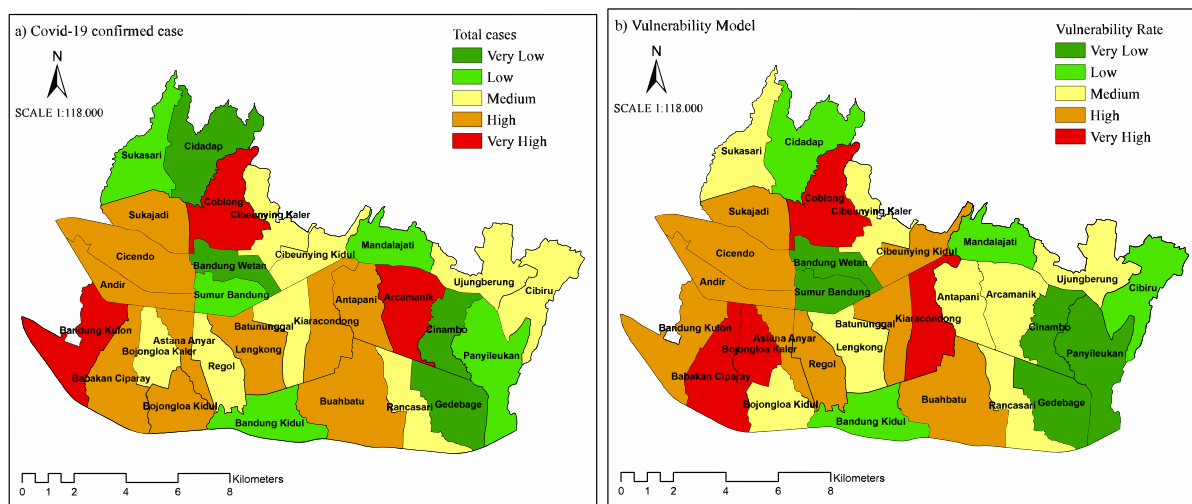 a) Covid-19 confirmed case
Total cases
Very Low
Low
Medium
High
Very High
N
SCALE 1:118.000
Sukasari
Cidadap
Coblong
Sukajadi
Cibeunying Kaler
Cicendo
Bandung Wetan
Cibeunying Kidul
Mandalajati
Ujungberung
Andir
Sumur Bandung
Cibiru
Antapani
Arcamanik
Bandung Kulon
Batununggal
Kiaracondong
Cinambo
Astana Anyar
Bojongloa Kaler
Lengkong
Regol
Panyileukan
Babakan Ciparay
Bojongloa Kidul
Buahbatu
Rancasari
Gedebage
Bandung Kidul
0 1 2 4 6 8
Kilometers
b) Vulnerability Model
Vulnerability Rate
Very Low
Low
Medium
High
Very High
N
SCALE 1:118.000
Sukasari
Cidadap
Coblong
Sukajadi
Cibeunying Kaler
Cicendo
Bandung Wetan
Cibeunying Kidul
Mandalajati
Ujungberung
Andir
Sumur Bandung
Cibiru
Antapani
Arcamanik
Bandung Kulon
Batununggal
Kiaracondong
Cinambo
Astana Anyar
Bojongloa Kaler
Lengkong
Regol
Panyileukan
Babakan Ciparay
Bojongloa Kidul
Buahbatu
Rancasari
Gedebage
Bandung Kidul
0 1 2 4 6 8
Kilometers